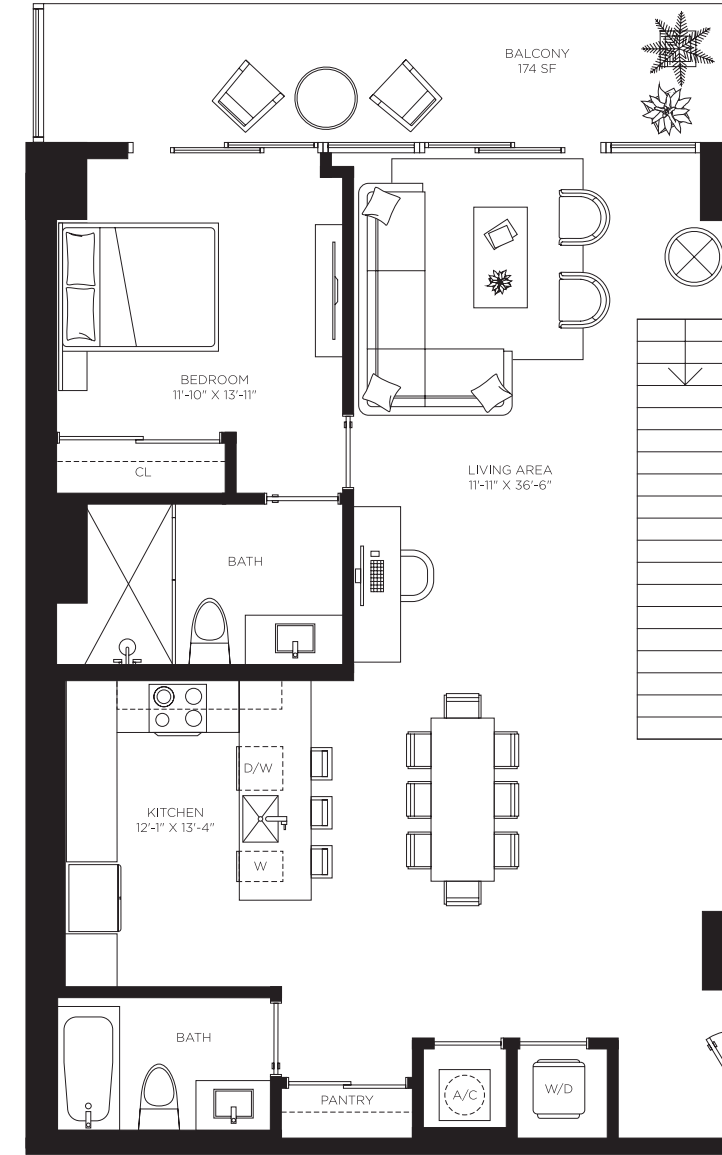 BALCONY
174 SF
BEDROOM
11'-10" X 13'-11"
CL
LIVING AREA
11'-11" X 36'-6"
BATH
D/W
KITCHEN
12'-1" X 13'-4"
W
BATH
PANTRY
A/C
W/D